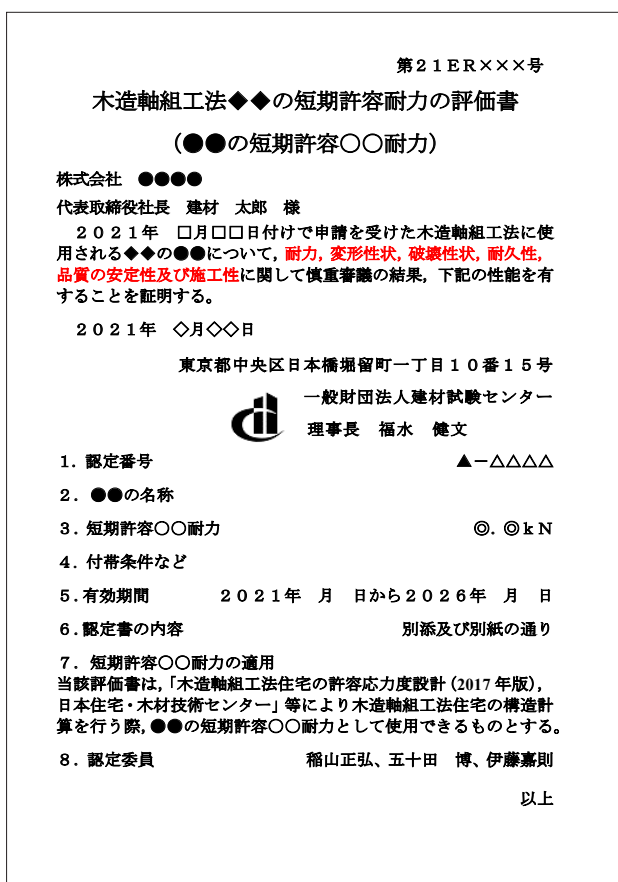 第２１ＥＲ×××号
木造軸組工法◆◆の短期許容耐力の評価書
（●●の短期許容〇〇耐力）
株式会社　●●●●
代表取締役社長　建材　太郎　様
２０２１年　□月□□日付けで申請を受けた木造軸組工法に使
用される◆◆の●●について，耐力，変形性状，破壊性状，耐久性，
品質の安定性及び施工性に関して慎重審議の結果，下記の性能を有
することを証明する。
２０２１年　◇月◇◇日
東京都中央区日本橋堀留町一丁目１０番１５号
一般財団法人建材試験センター
理事長　福水　健文
１．認定番号　▲－△△△△
２．●●の名称
３．短期許容〇〇耐力　◎．◎ｋＮ
４．付帯条件など
５．有効期間　２０２１年　月　日から２０２６年　月　日
６．認定書の内容　別添及び別紙の通り
７．短期許容〇〇耐力の適用
当該評価書は，「木造軸組工法住宅の許容応力度設計（2017 年版），
日本住宅・木材技術センター」等により木造軸組工法住宅の構造計
算を行う際，●●の短期許容〇〇耐力として使用できるものとする。
８．認定委員　稲山正弘、五十田　博、伊藤嘉則
以上